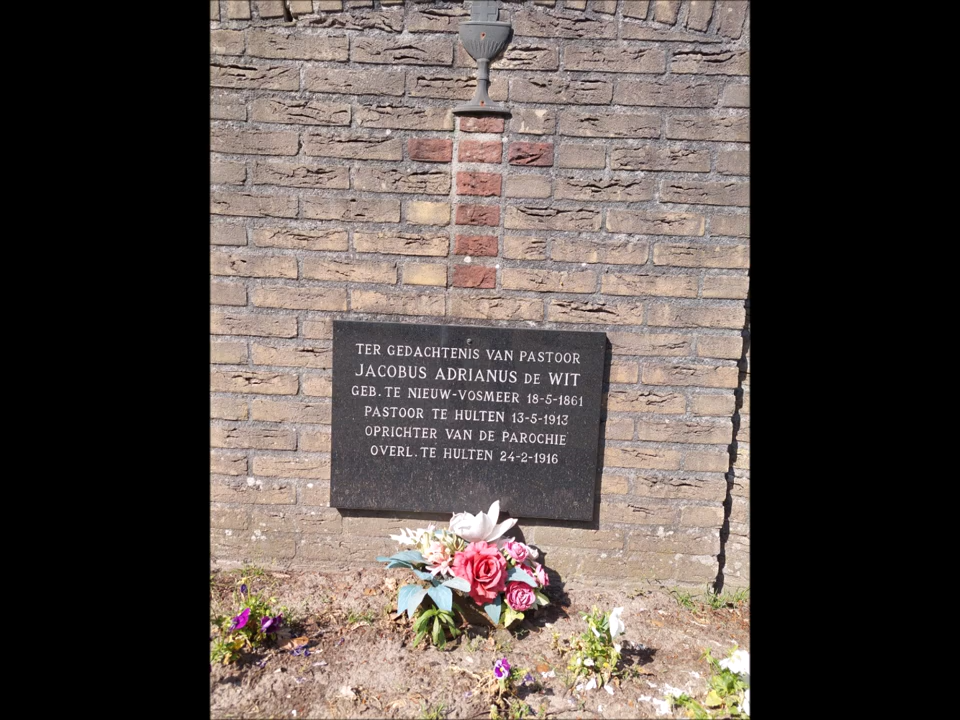 TER GEDACHTENIS VAN PASTOOR
JACOBUS ADRIANUS DE WIT
GEB. TE NIEUW-VOSMEER 18-5-1861
PASTOOR TE HULTEN 13-5-1913
OPRICHTER VAN DE PAROCHIE
OVERL. TE HULTEN 24-2-1916